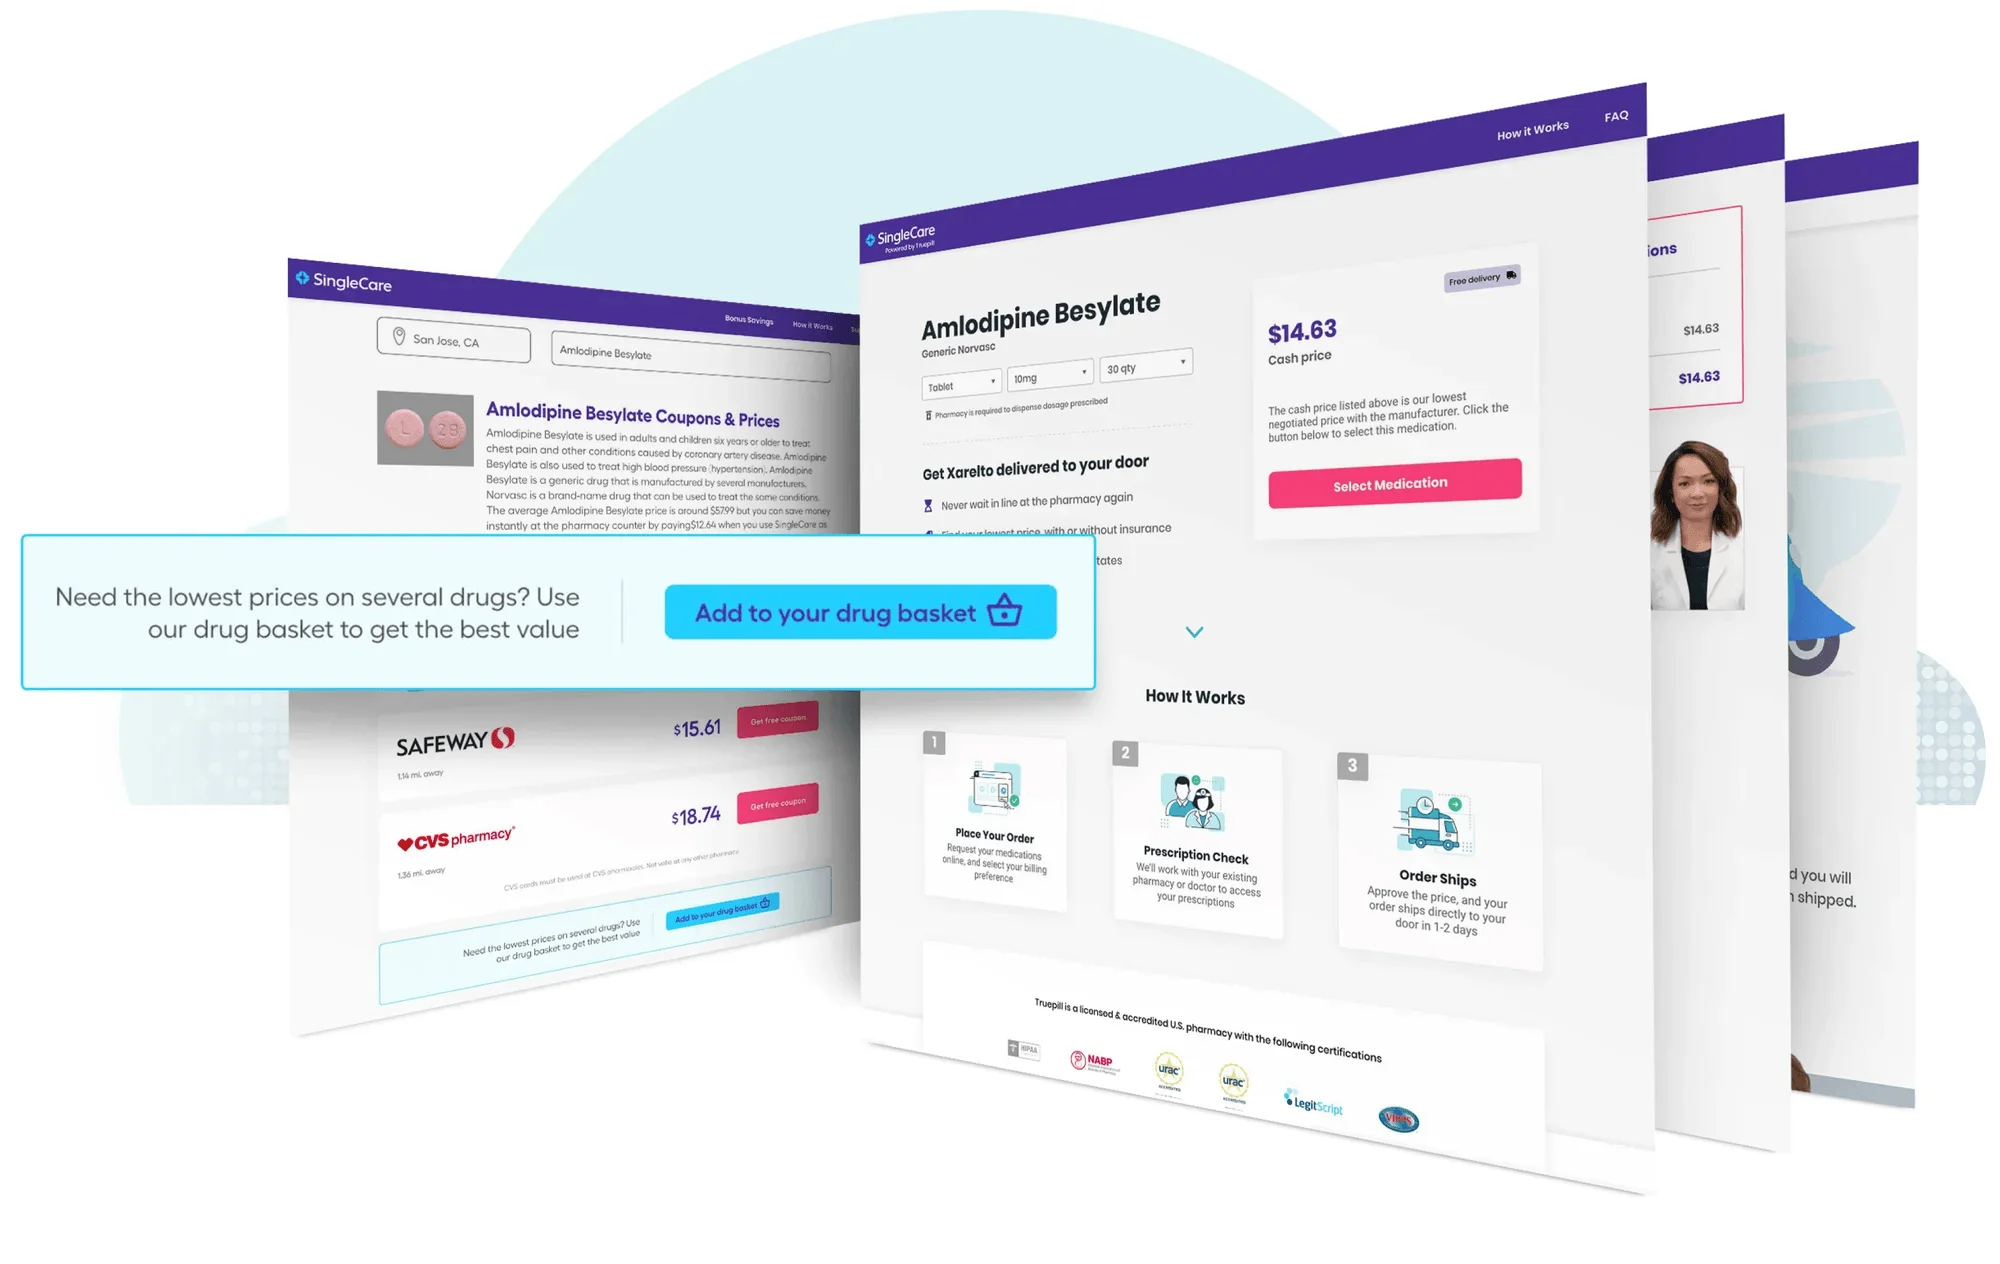 SingleCare
Bonus Savings
How it Works
San Jose, CA
Amlodipine Besylate
Amlodipine Besylate Coupons & Prices
Amlodipine Besylate is used in adults and children six years or older to treat
chest pain and other conditions caused by coronary artery disease. Amlodipine
Besylate is also used to treat high blood pressure (hypertension). Amlodipine
Besylate is a generic drug that is manufactured by several manufacturers.
Norvasc is a brand-name drug that can be used to treat the same conditions.
The average Amlodipine Besylate price is around $57.99 but you can save money
instantly at the pharmacy counter by paying $12.64 when you use SingleCare as
Need the lowest prices on several drugs? Use
our drug basket to get the best value
Add to your drug basket
SAFEWAY
1.14 mi. away
$15.61
Get free coupon
CVS pharmacy
1.36 mi. away
$18.74
Get free coupon
CVS cards must be used at CVS pharmacies. Not valid at any other pharmacy
Need the lowest prices on several drugs? Use
our drug basket to get the best value
Add to your drug basket
How it Works
FAQ
SingleCare
Powered by Truepill
Amlodipine Besylate
Generic Norvasc
Tablet
10mg
30 qty
Pharmacy is required to dispense dosage prescribed
Get Xarelto delivered to your door
Never wait in line at the pharmacy again
Find your lowest price, with or without insurance
tates
Free delivery
$14.63
Cash price
The cash price listed above is our lowest
negotiated price with the manufacturer. Click the
button below to select this medication.
Select Medication
How It Works
1
Place Your Order
Request your medications
online, and select your billing
preference
2
Prescription Check
We'll work with your existing
pharmacy or doctor to access
your prescriptions
3
Order Ships
Approve the price, and your
order ships directly to your
door in 1-2 days
Truepill is a licensed & accredited U.S. pharmacy with the following certifications
HIPAA
NABP
urac
ACCREDITED
urac
ACCREDITED
LegitScript
VIPPS
ions
$14.63
$14.63
d you will
shipped.